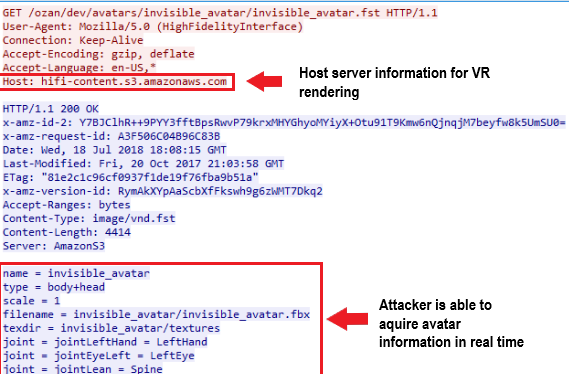 GET /ozan/dev/avatars/invisible_avatar/invisible_avatar.fst HTTP/1.1
User-Agent: Mozilla/5.0 (HighFidelityInterface)
Connection: Keep-Alive
Accept-Encoding: gzip, deflate
Accept-Language: en-US,*
Host: hifi-content.s3.amazonaws.com
Host server information for VR
rendering
HTTP/1.1 200 OK
x-amz-id-2: Y7BJClhR++9PYY3fftBpsRwvP79krxMHYGhyoMYiyX+Otu91T9Kmw6nQjnqjM7beyfw8k5UmSU0=
x-amz-request-id: A3F506C04B96C83B
Date: Wed, 18 Jul 2018 18:08:15 GMT
Last-Modified: Fri, 20 Oct 2017 21:03:58 GMT
ETag: "81e2c1c96cf0937f1de19f76fba9b51a"
x-amz-version-id: RymAkXYpAaScbXfFkswh9g6zWMT7Dkq2
Accept-Ranges: bytes
Content-Type: image/vnd.fst
Content-Length: 4414
Server: AmazonS3
name = invisible_avatar
type = body+head
scale = 1
filename = invisible_avatar/invisible_avatar.fbx
texdir = invisible_avatar/textures
joint = jointLeftHand = LeftHand
joint = jointEyeLeft = LeftEye
joint = jointLean = Spine
Attacker is able to
aquire avatar
information in real time